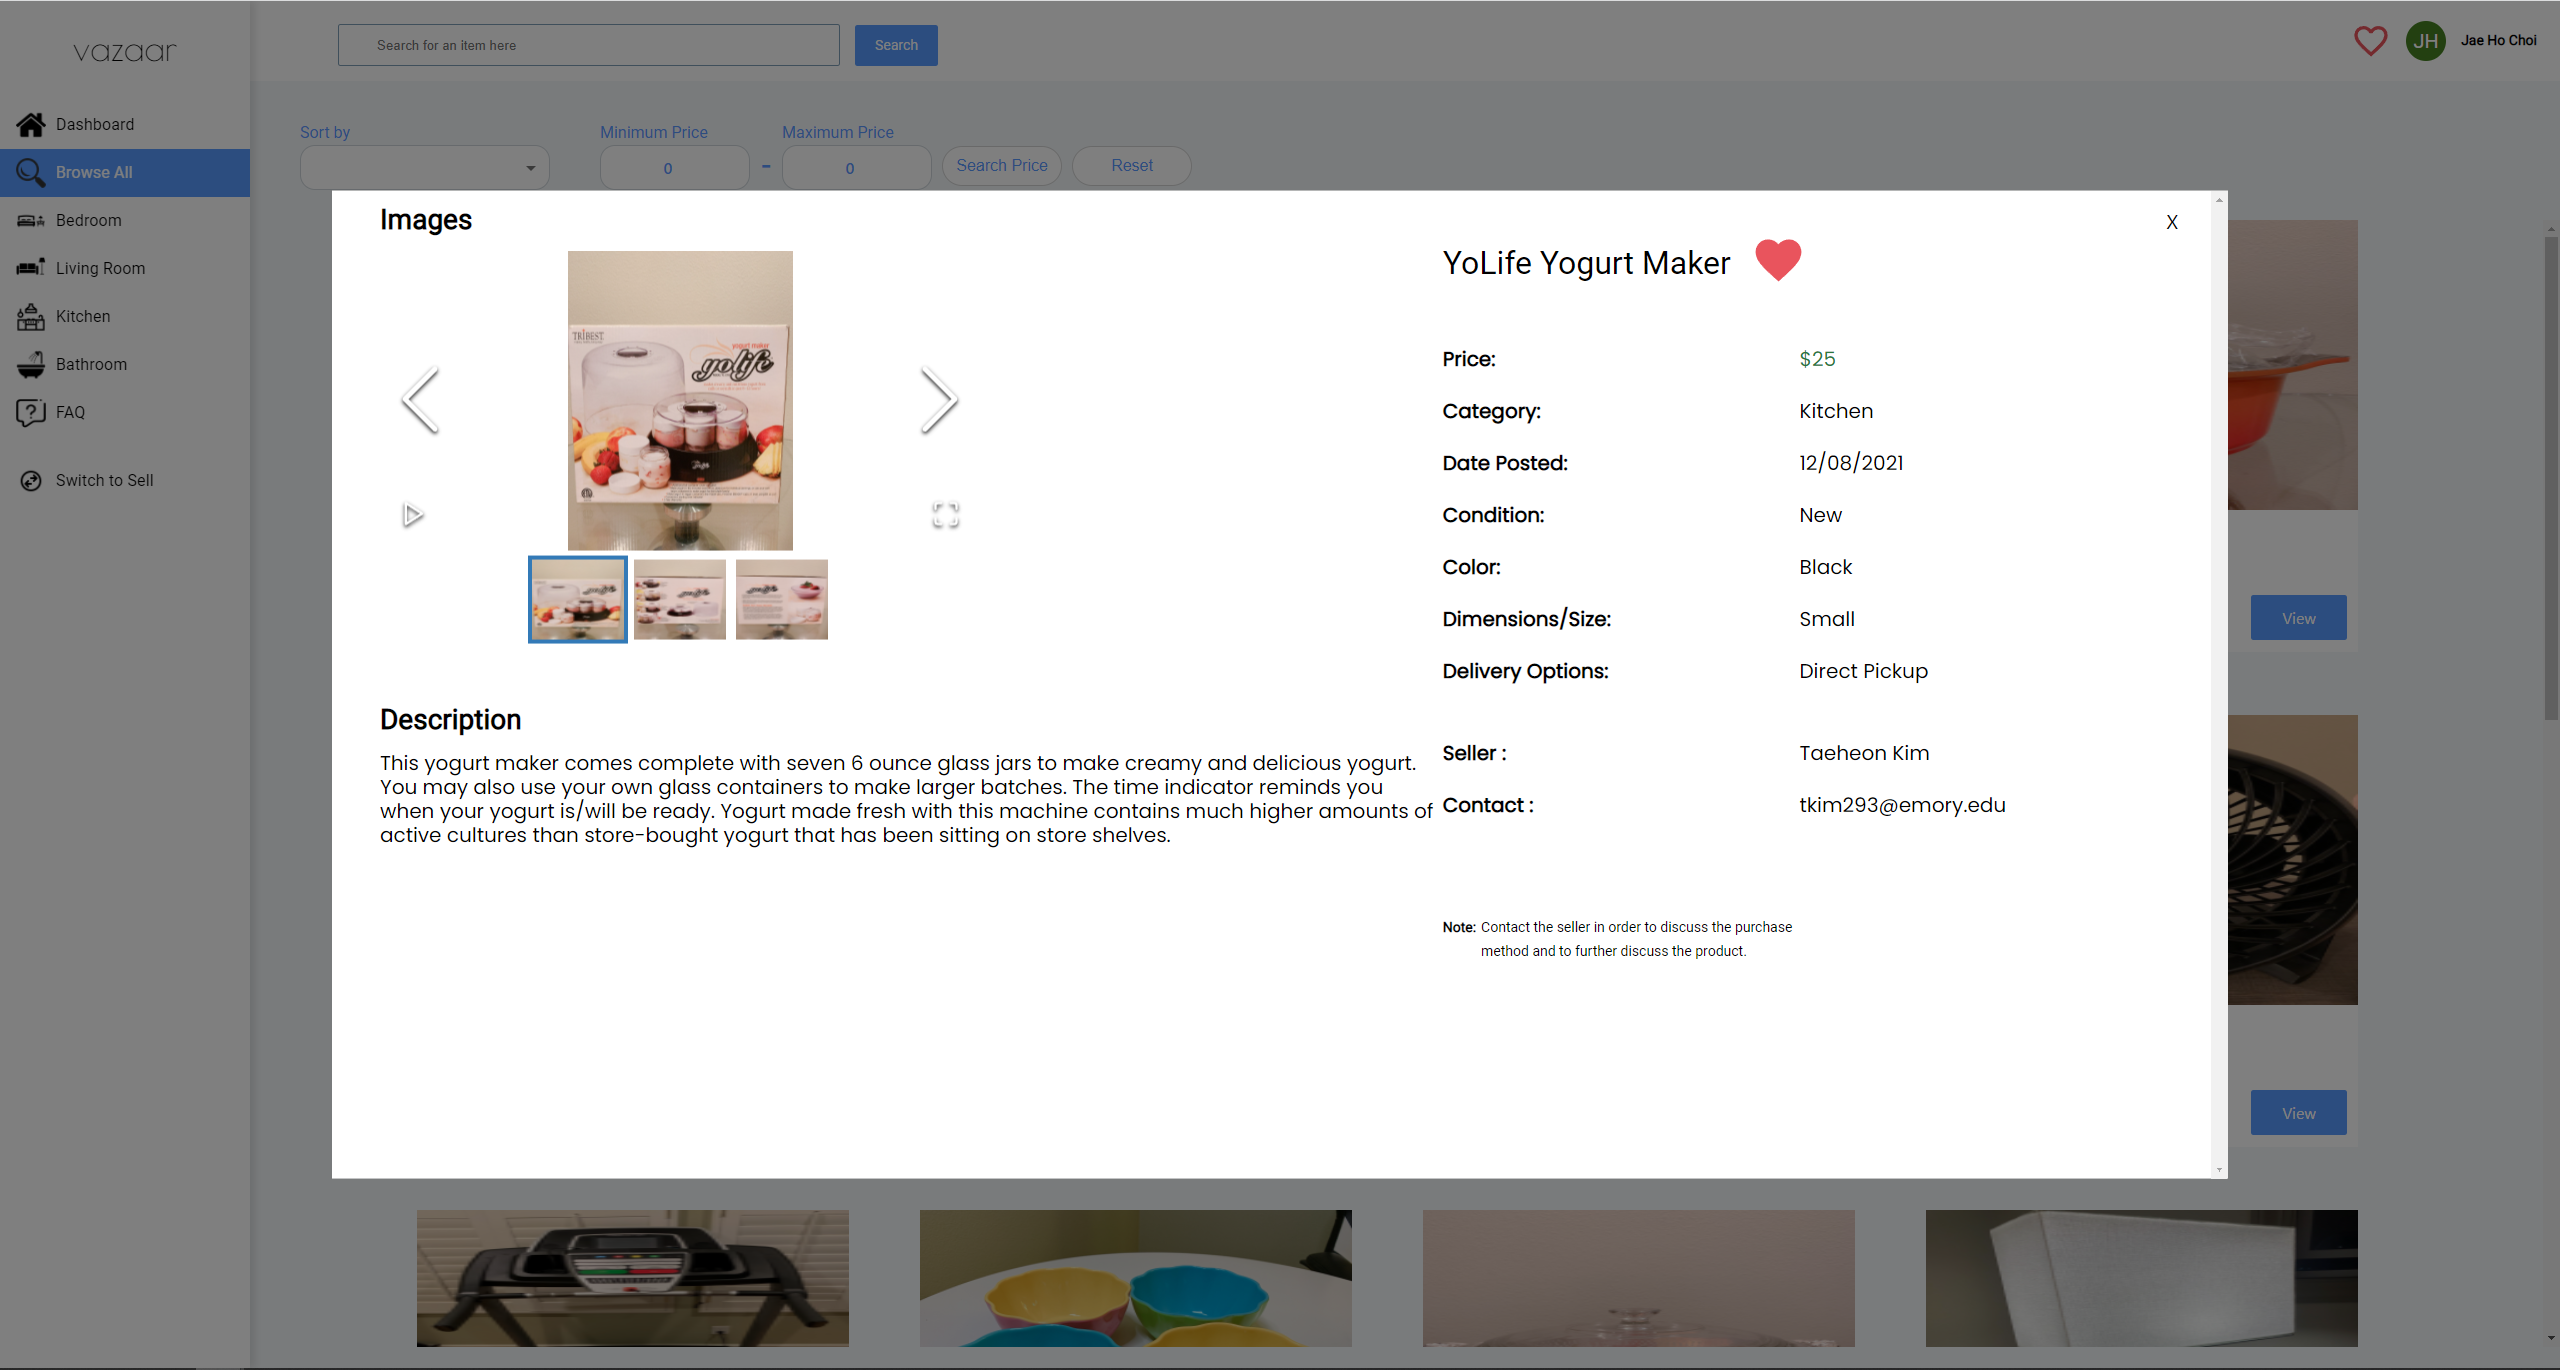 vazaar
Search for an item here
Search
JH
Jae Ho Choi
Dashboard
Browse All
Bedroom
Living Room
Kitchen
Bathroom
FAQ
Switch to Sell
Sort by
Minimum Price
Maximum Price
0
-
0
Search Price
Reset
Images
X
TRIBEST
yogurt maker
yolife
YoLife Yogurt Maker
Price: $25
Category: Kitchen
Date Posted: 12/08/2021
Condition: New
Color: Black
Dimensions/Size: Small
Delivery Options: Direct Pickup
Seller : Taeheon Kim
Contact : tkim293@emory.edu
Note: Contact the seller in order to discuss the purchase
method and to further discuss the product.
Description
This yogurt maker comes complete with seven 6 ounce glass jars to make creamy and delicious yogurt.
You may also use your own glass containers to make larger batches. The time indicator reminds you
when your yogurt is/will be ready. Yogurt made fresh with this machine contains much higher amounts of
active cultures than store-bought yogurt that has been sitting on store shelves.
View
View